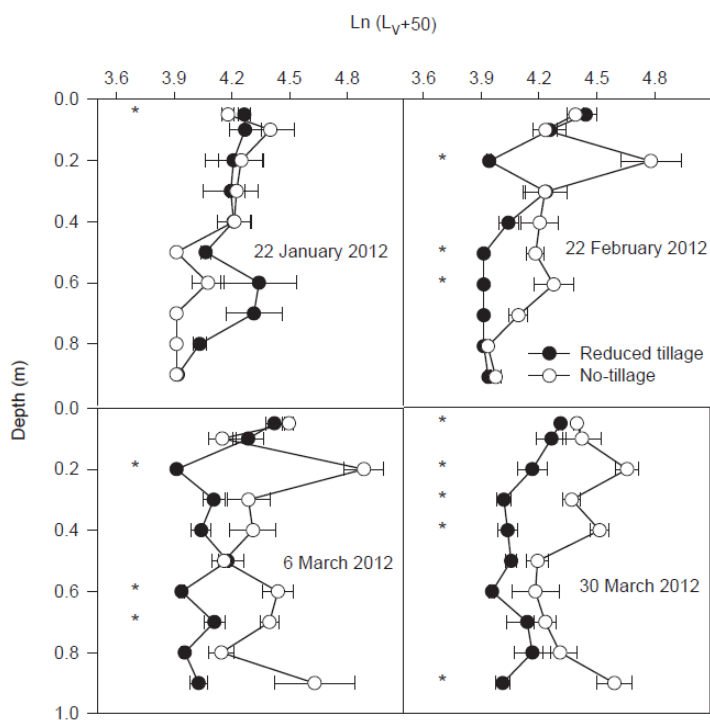 Ln (LV+50)
3.6 3.9 4.2 4.5 4.8 3.6 3.9 4.2 4.5 4.8
0.0
*
0.2
*
0.4
22 January 2012
*
22 February 2012
0.6
*
0.8
Reduced tillage
No-tillage
Depth (m)
0.0
*
0.2
*
*
*
0.4
*
6 March 2012
0.6
*
30 March 2012
*
0.8
*
1.0